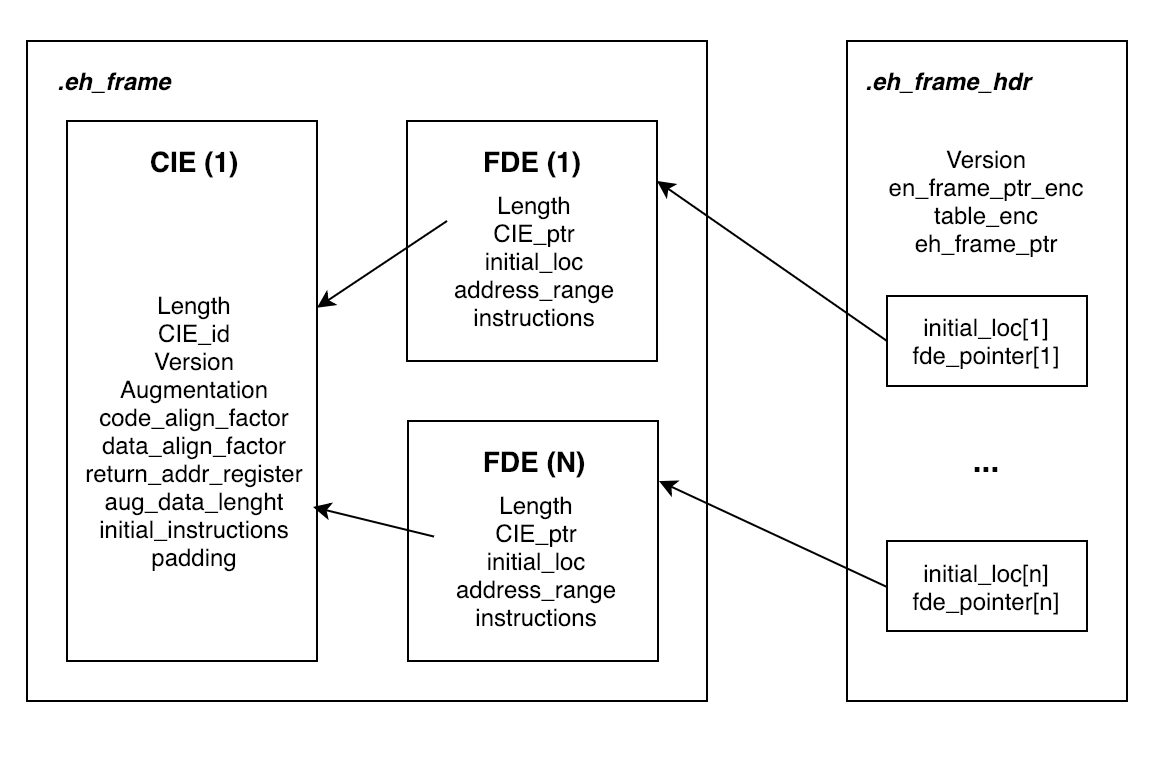 .eh_frame
CIE (1)
Length
CIE_id
Version
Augmentation
code_align_factor
data_align_factor
return_addr_register
aug_data_lenght
initial_instructions
padding
FDE (1)
Length
CIE_ptr
initial_loc
address_range
instructions
FDE (N)
Length
CIE_ptr
initial_loc
address_range
instructions
.eh_frame_hdr
Version
en_frame_ptr_enc
table_enc
eh_frame_ptr
initial_loc[1]
fde_pointer[1]
...
initial_loc[n]
fde_pointer[n]